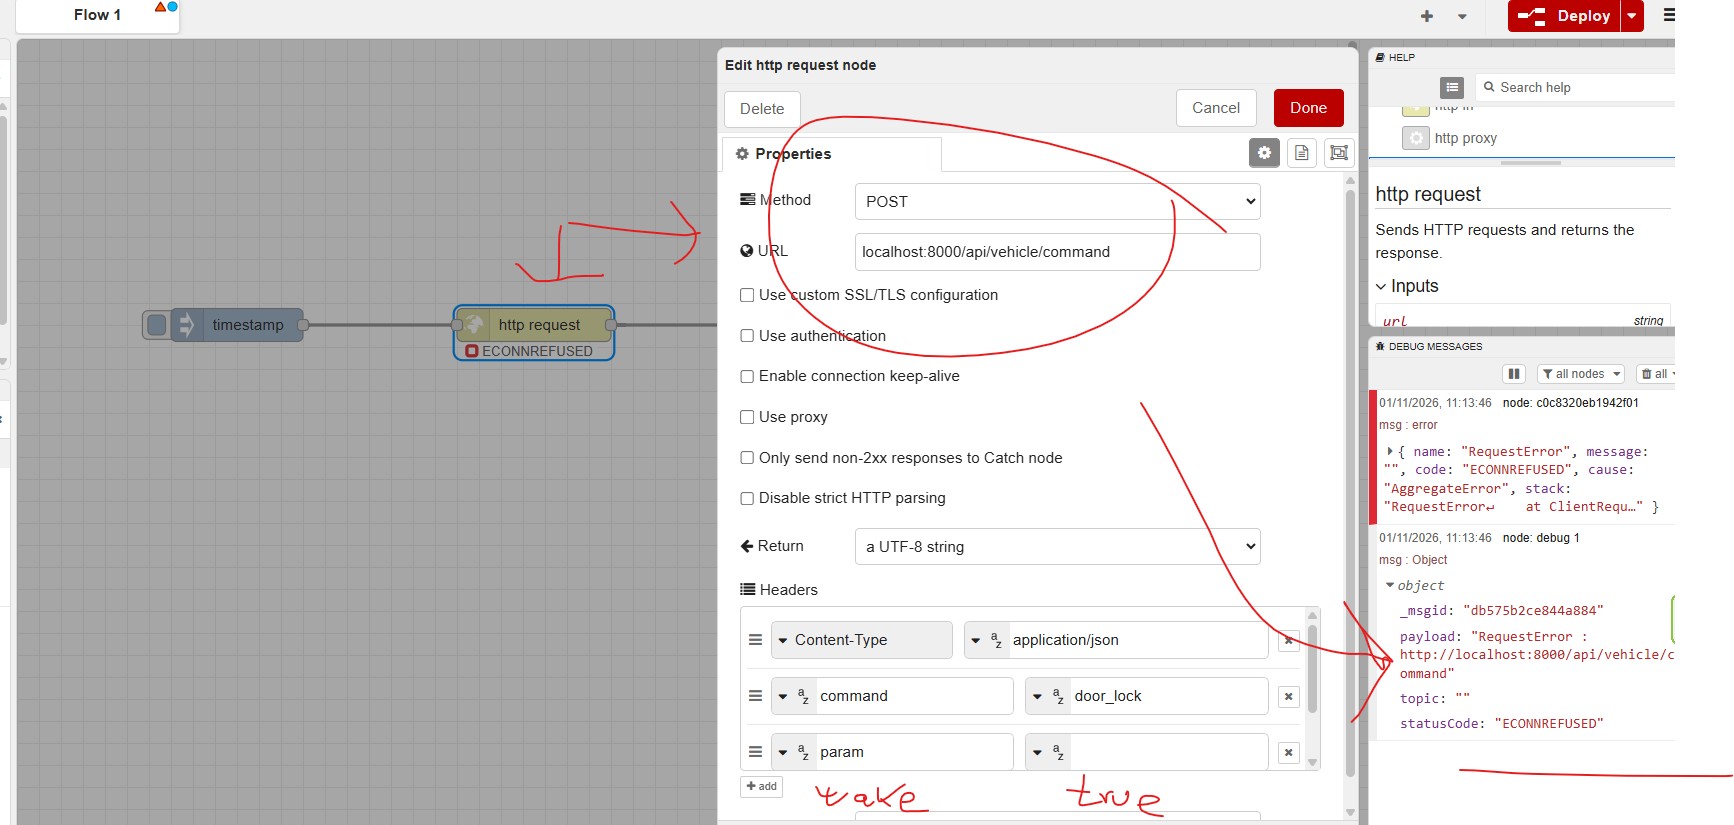 Flow 1
Deploy
Edit http request node
Delete
Cancel
Done
Properties
Method
POST
URL
localhost:8000/api/vehicle/command
Use custom SSL/TLS configuration
Use authentication
Enable connection keep-alive
Use proxy
Only send non-2xx responses to Catch node
Disable strict HTTP parsing
Return
a UTF-8 string
Headers
Content-Type
application/json
command
door_lock
param
add
wake true
timestamp
http request
ECONNREFUSED
HELP
Search help
http in
http proxy
http request
Sends HTTP requests and returns the
response.
Inputs
url string
DEBUG MESSAGES
all nodes
all
01/11/2026, 11:13:46 node: c0c8320eb1942f01
msg : error
{ name: "RequestError", message:
"", code: "ECONNREFUSED", cause:
"AggregateError", stack:
"RequestError↵ at ClientRequ…" }
01/11/2026, 11:13:46 node: debug 1
msg : Object
object
_msgid: "db575b2ce844a884"
payload: "RequestError :
http://localhost:8000/api/vehicle/c
ommand"
topic: ""
statusCode: "ECONNREFUSED"